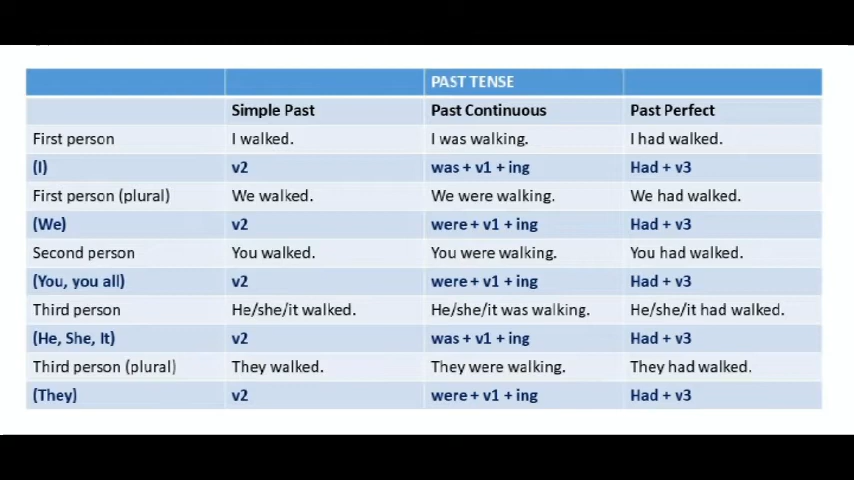 PAST TENSE
Simple Past Past Continuous Past Perfect
First person I walked. I was walking. I had walked.
(I) v2 was + v1 + ing Had + v3
First person (plural) We walked. We were walking. We had walked.
(We) v2 were + v1 + ing Had + v3
Second person You walked. You were walking. You had walked.
(You, you all) v2 were + v1 + ing Had + v3
Third person He/she/it walked. He/she/it was walking. He/she/it had walked.
(He, She, It) v2 was + v1 + ing Had + v3
Third person (plural) They walked. They were walking. They had walked.
(They) v2 were + v1 + ing Had + v3